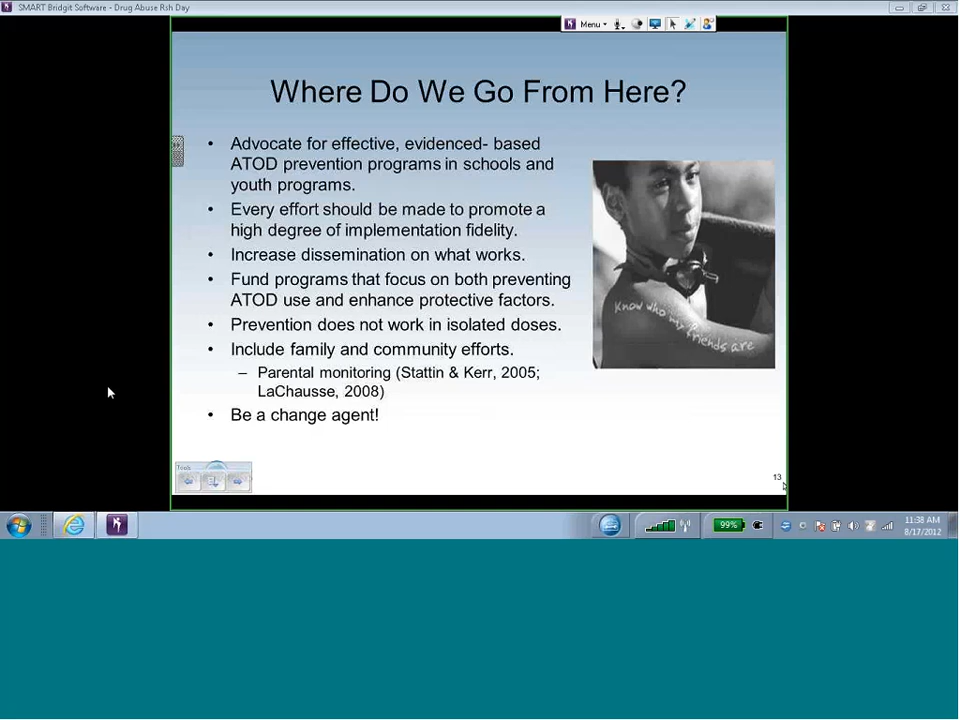 SMART Bridgit Software - Drug Abuse Rsh Day
Menu
Where Do We Go From Here?
• Advocate for effective, evidenced- based
ATOD prevention programs in schools and
youth programs.
• Every effort should be made to promote a
high degree of implementation fidelity.
• Increase dissemination on what works.
• Fund programs that focus on both preventing
ATOD use and enhance protective factors.
• Prevention does not work in isolated doses.
• Include family and community efforts.
– Parental monitoring (Stattin & Kerr, 2005;
LaChausse, 2008)
• Be a change agent!
Know who my friends are
Tools
13
99%
11:38 AM
8/17/2012